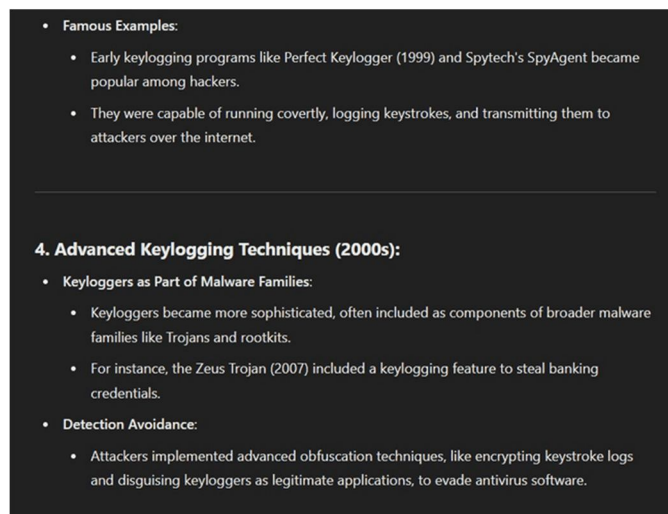 • Famous Examples:
• Early keylogging programs like Perfect Keylogger (1999) and Spytech's SpyAgent became
popular among hackers.
• They were capable of running covertly, logging keystrokes, and transmitting them to
attackers over the internet.
4. Advanced Keylogging Techniques (2000s):
• Keyloggers as Part of Malware Families:
• Keyloggers became more sophisticated, often included as components of broader malware
families like Trojans and rootkits.
• For instance, the Zeus Trojan (2007) included a keylogging feature to steal banking
credentials.
• Detection Avoidance:
• Attackers implemented advanced obfuscation techniques, like encrypting keystroke logs
and disguising keyloggers as legitimate applications, to evade antivirus software.